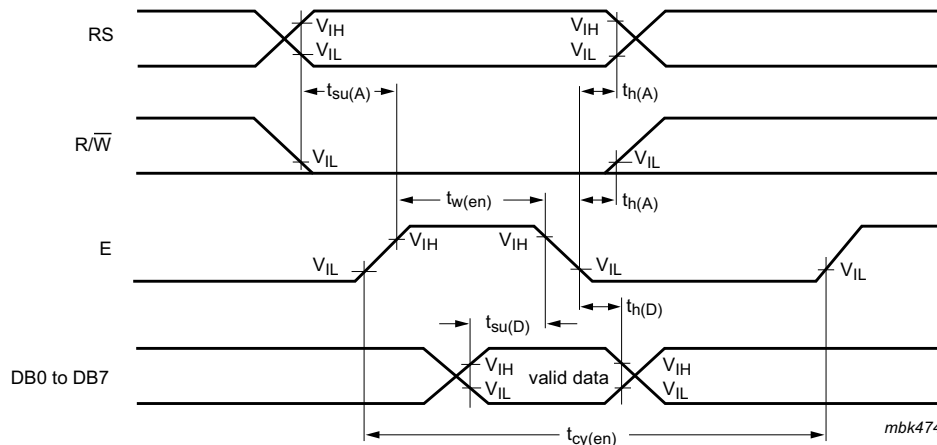 RS
V_IH
V_IL
V_IH
V_IL
t_su(A)
t_h(A)
R/W̅
V_IL
V_IL
t_w(en)
t_h(A)
E
V_IH
V_IH
V_IL
V_IL
V_IL
t_su(D)
t_h(D)
DB0 to DB7
V_IH
V_IL
valid data
V_IH
V_IL
t_cy(en)
mbk474